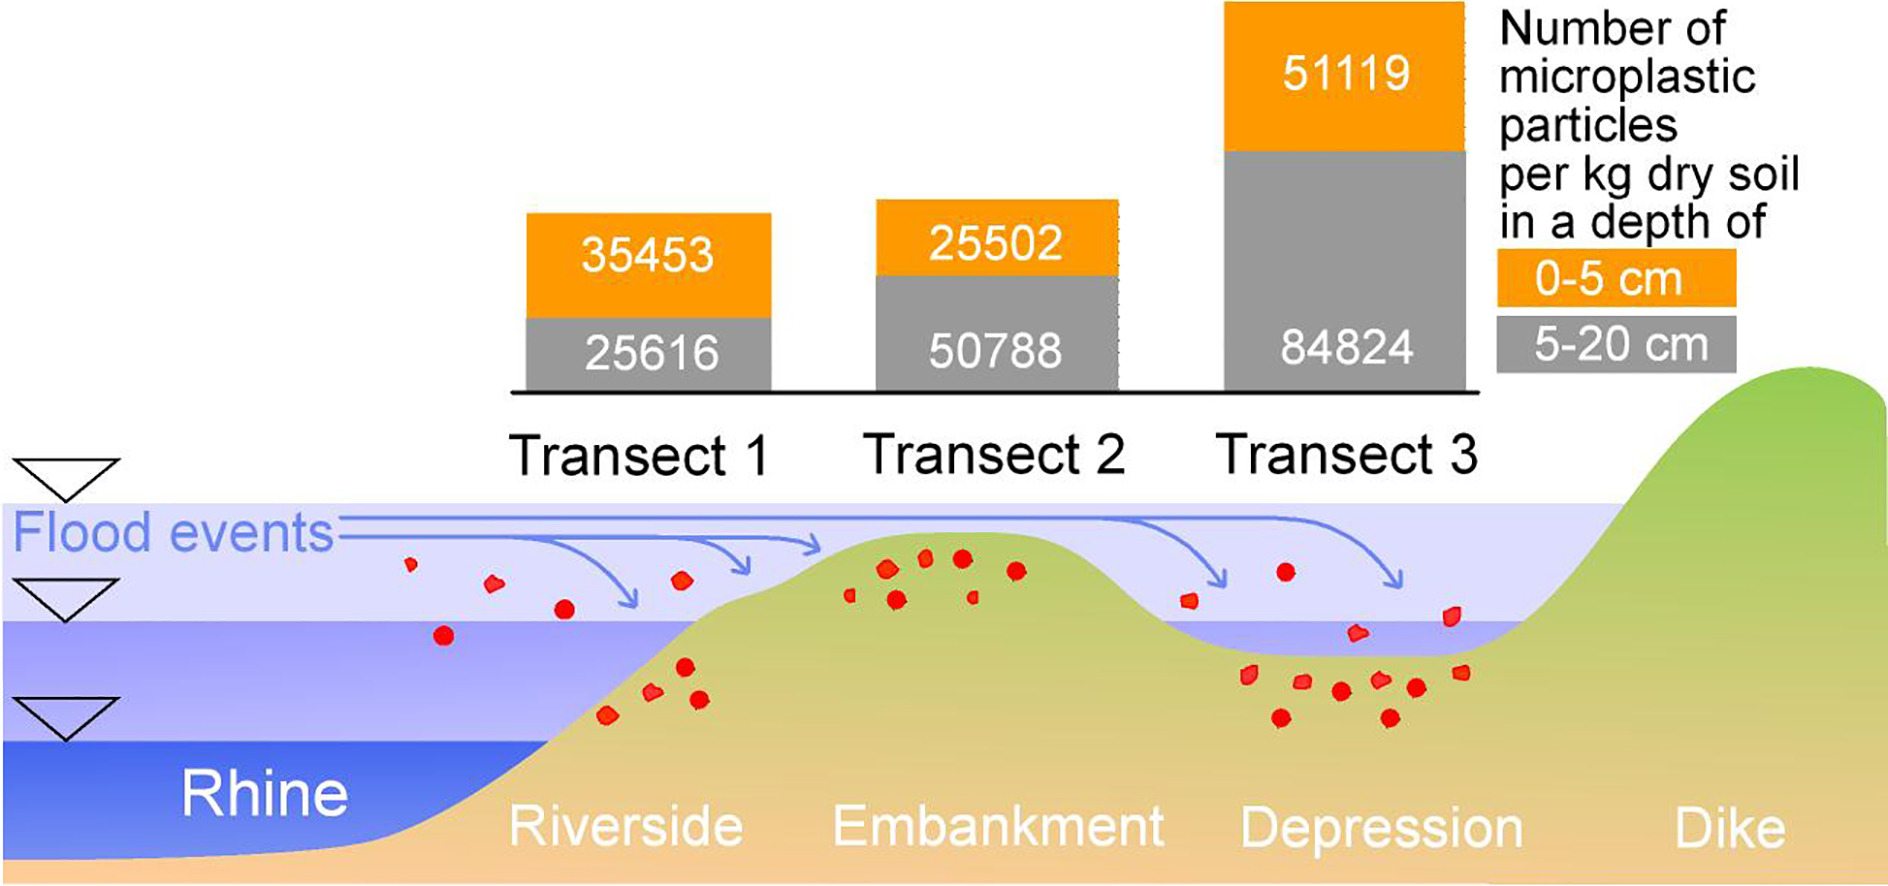 Number of
microplastic
particles
per kg dry soil
in a depth of
0-5 cm
5-20 cm
51119
84824
25502
50788
35453
25616
Transect 1
Transect 2
Transect 3
Flood events
Rhine
Riverside
Embankment
Depression
Dike